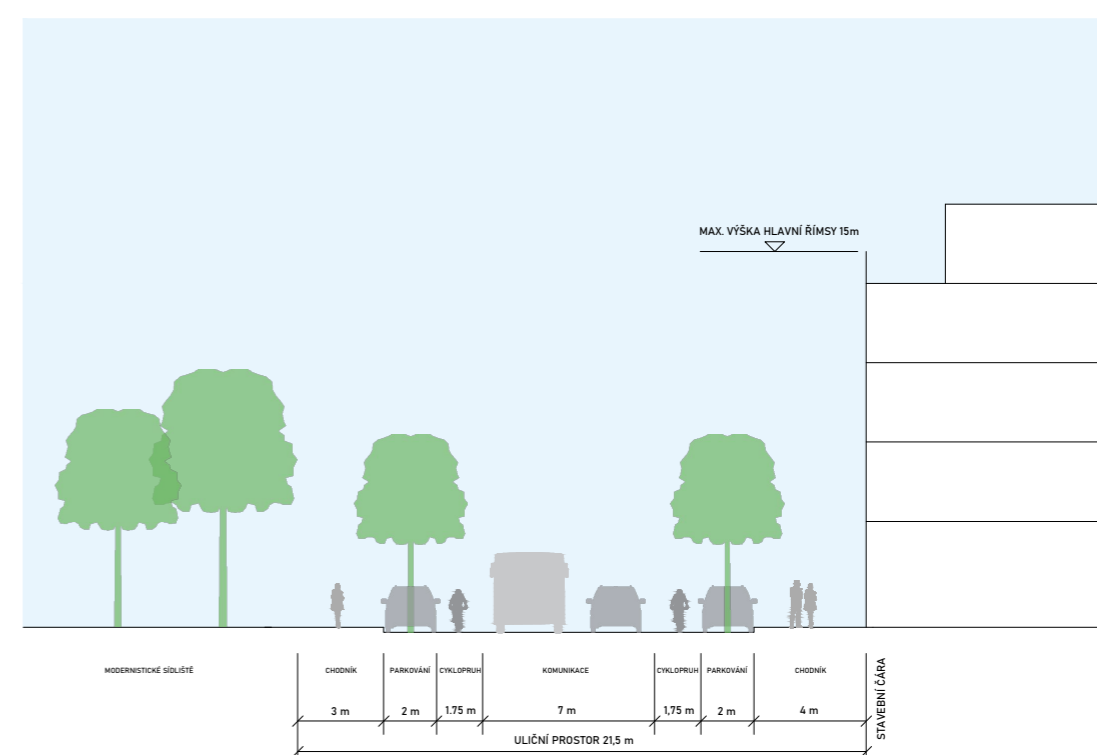 MAX. VÝŠKA HLAVNÍ ŘÍMSY 15m
MODERNISTICKÉ SÍDLIŠTĚ
CHODNÍK
PARKOVÁNÍ
CYKLOPRUH
KOMUNIKACE
CYKLOPRUH
PARKOVÁNÍ
CHODNÍK
STAVEBNÍ ČÁRA
3 m
2 m
1.75 m
7 m
1,75 m
2 m
4 m
ULIČNÍ PROSTOR 21,5 m